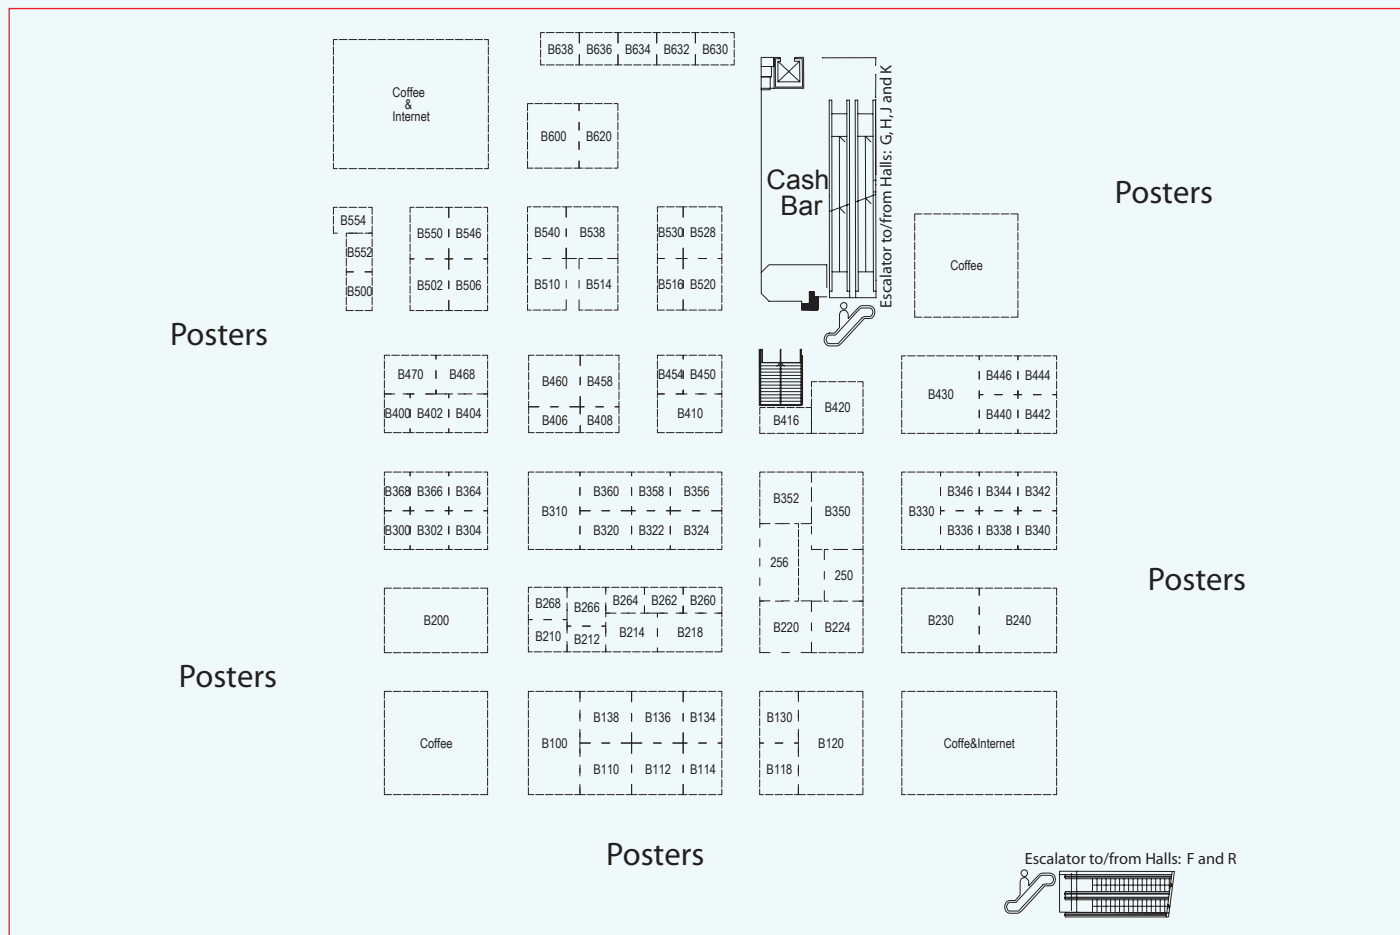 B638 B636 B634 B632 B630
Coffee
&
Internet
B600 B620
Escalator to/from Halls: G, H, J and K
Cash
Bar
Posters
B554
B550 B546 B540 B538 B530 B528
B552
Coffee
B500 B502 B506 B510 B514 B516 B520
Posters
B470 B468 B460 B458 B454 B450 B446 B444
B430
B420
B400 B402 B404 B406 B408 B410 B416 B440 B442
B368 B366 B364 B360 B358 B356 B352 B346 B344 B342
B310 B350 B330
B300 B302 B304 B320 B322 B324 B336 B338 B340
256
250
Posters
B268 B266 B264 B262 B260
B200 B230 B240
B210 B212 B214 B218 B220 B224
Posters
B138 B136 B134 B130
Coffee B100 B120 Coffe&Internet
B110 B112 B114 B118
Posters
Escalator to/from Halls: F and R